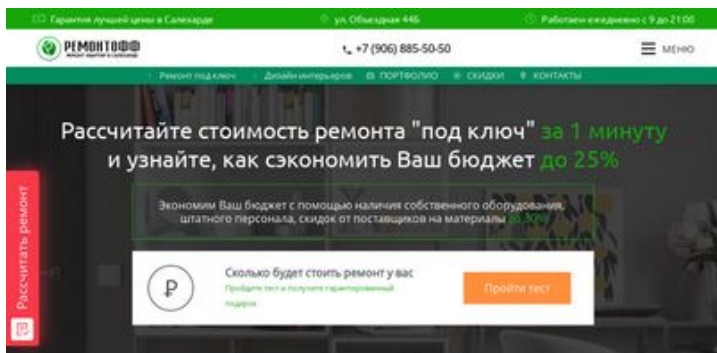 Гарантия лучшей цены в Салехарде
ул. Объездная 44Б
Работаем ежедневно с 9 до 21:00
РЕМОНТОФФ
РЕМОНТ КВАРТИР В САЛЕХАРДЕ
+7 (906) 885-50-50
МЕНЮ
Ремонт под ключ
Дизайн интерьеров
ПОРТФОЛИО
СКИДКИ
КОНТАКТЫ
Рассчитайте стоимость ремонта "под ключ" за 1 минуту
и узнайте, как сэкономить Ваш бюджет до 25%
Экономим Ваш бюджет с помощью наличия собственного оборудования,
штатного персонала, скидок от поставщиков на материалы до 30%
Рассчитать ремонт
₽
Сколько будет стоить ремонт у вас
Пройдите тест и получите гарантированный
подарок
Пройти тест